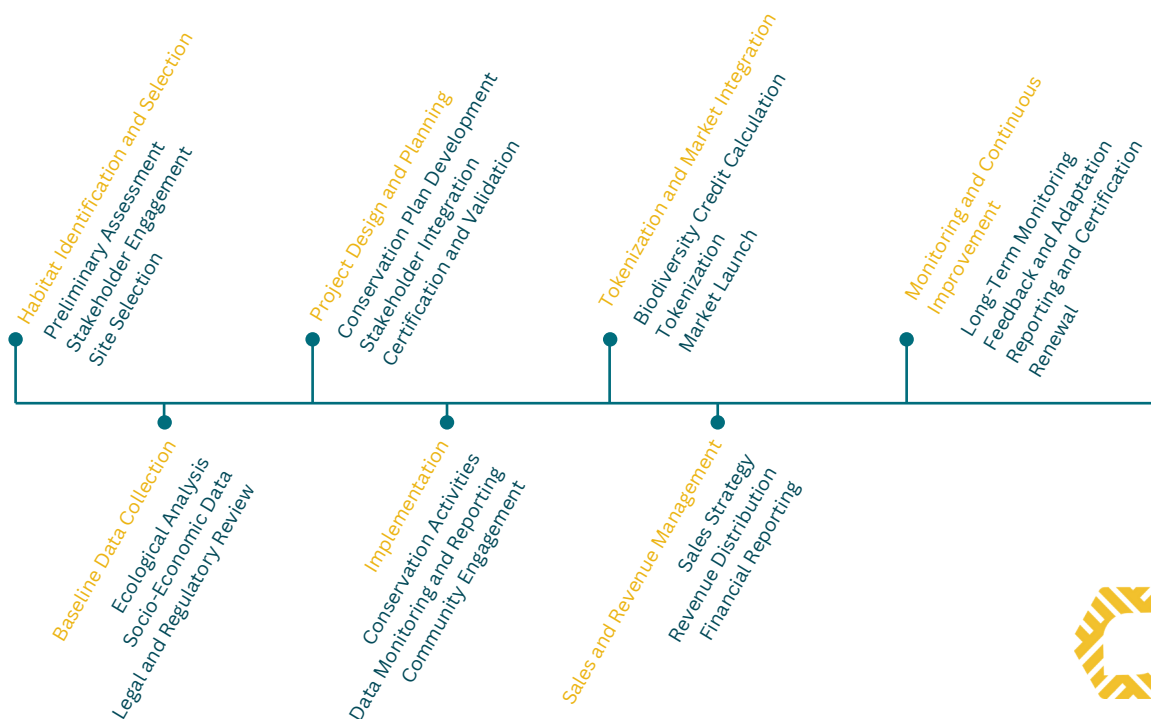 Habitat Identification and Selection
Preliminary Assessment
Stakeholder Engagement
Site Selection
Baseline Data Collection
Ecological Analysis
Socio-Economic Data
Legal and Regulatory Review
Project Design and Planning
Conservation Plan Development
Stakeholder Integration
Certification and Validation
Implementation
Conservation Activities
Data Monitoring and Reporting
Community Engagement
Tokenization and Market Integration
Biodiversity Credit Calculation
Tokenization
Market Launch
Sales and Revenue Management
Sales Strategy
Revenue Distribution
Financial Reporting
Monitoring and Continuous
Improvement
Long-Term Monitoring
Feedback and Adaptation
Reporting and Certification
Renewal